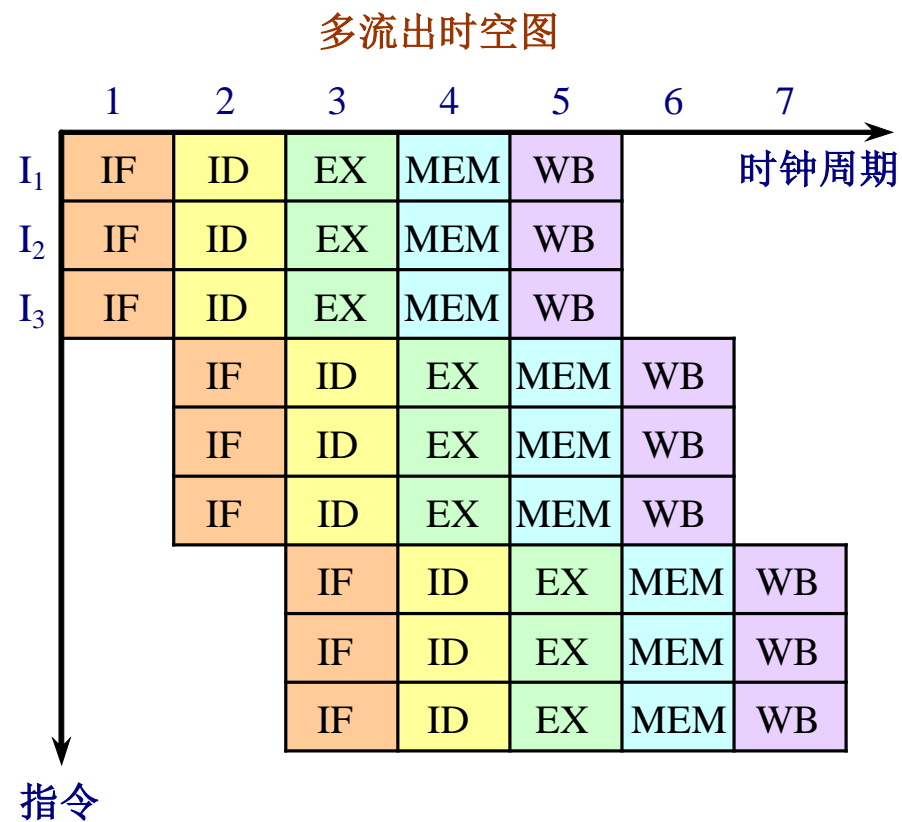 多流出时空图
1 2 3 4 5 6 7
时钟周期
I₁ IF ID EX MEM WB
I₂ IF ID EX MEM WB
I₃ IF ID EX MEM WB
IF ID EX MEM WB
IF ID EX MEM WB
IF ID EX MEM WB
IF ID EX MEM WB
IF ID EX MEM WB
IF ID EX MEM WB
指令